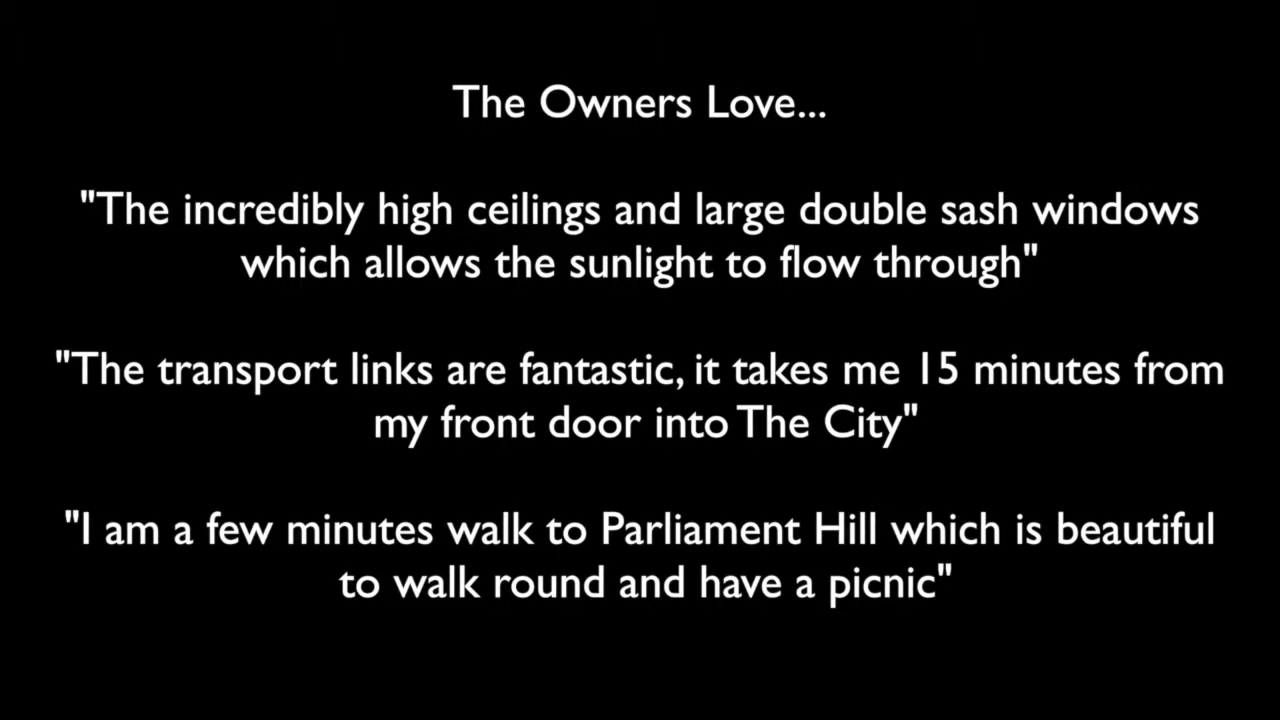 The Owners Love...
"The incredibly high ceilings and large double sash windows
which allows the sunlight to flow through"
"The transport links are fantastic, it takes me 15 minutes from
my front door into The City"
"I am a few minutes walk to Parliament Hill which is beautiful
to walk round and have a picnic"